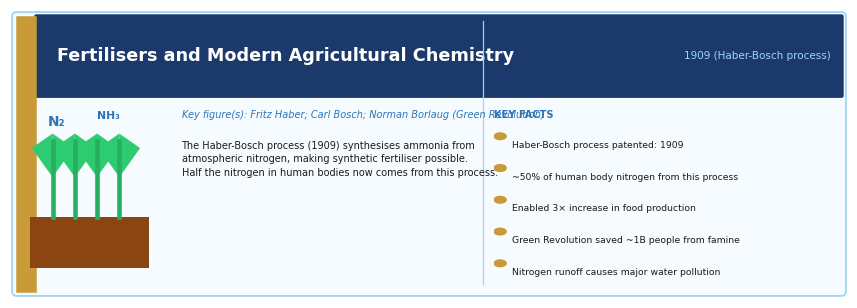 Fertilisers and Modern Agricultural Chemistry
1909 (Haber-Bosch process)
N₂
NH₃
Key figure(s): Fritz Haber; Carl Bosch; Norman Borlaug (Green Revolution)
The Haber-Bosch process (1909) synthesises ammonia from
atmospheric nitrogen, making synthetic fertiliser possible.
Half the nitrogen in human bodies now comes from this process.
KEY FACTS
Haber-Bosch process patented: 1909
~50% of human body nitrogen from this process
Enabled 3× increase in food production
Green Revolution saved ~1B people from famine
Nitrogen runoff causes major water pollution